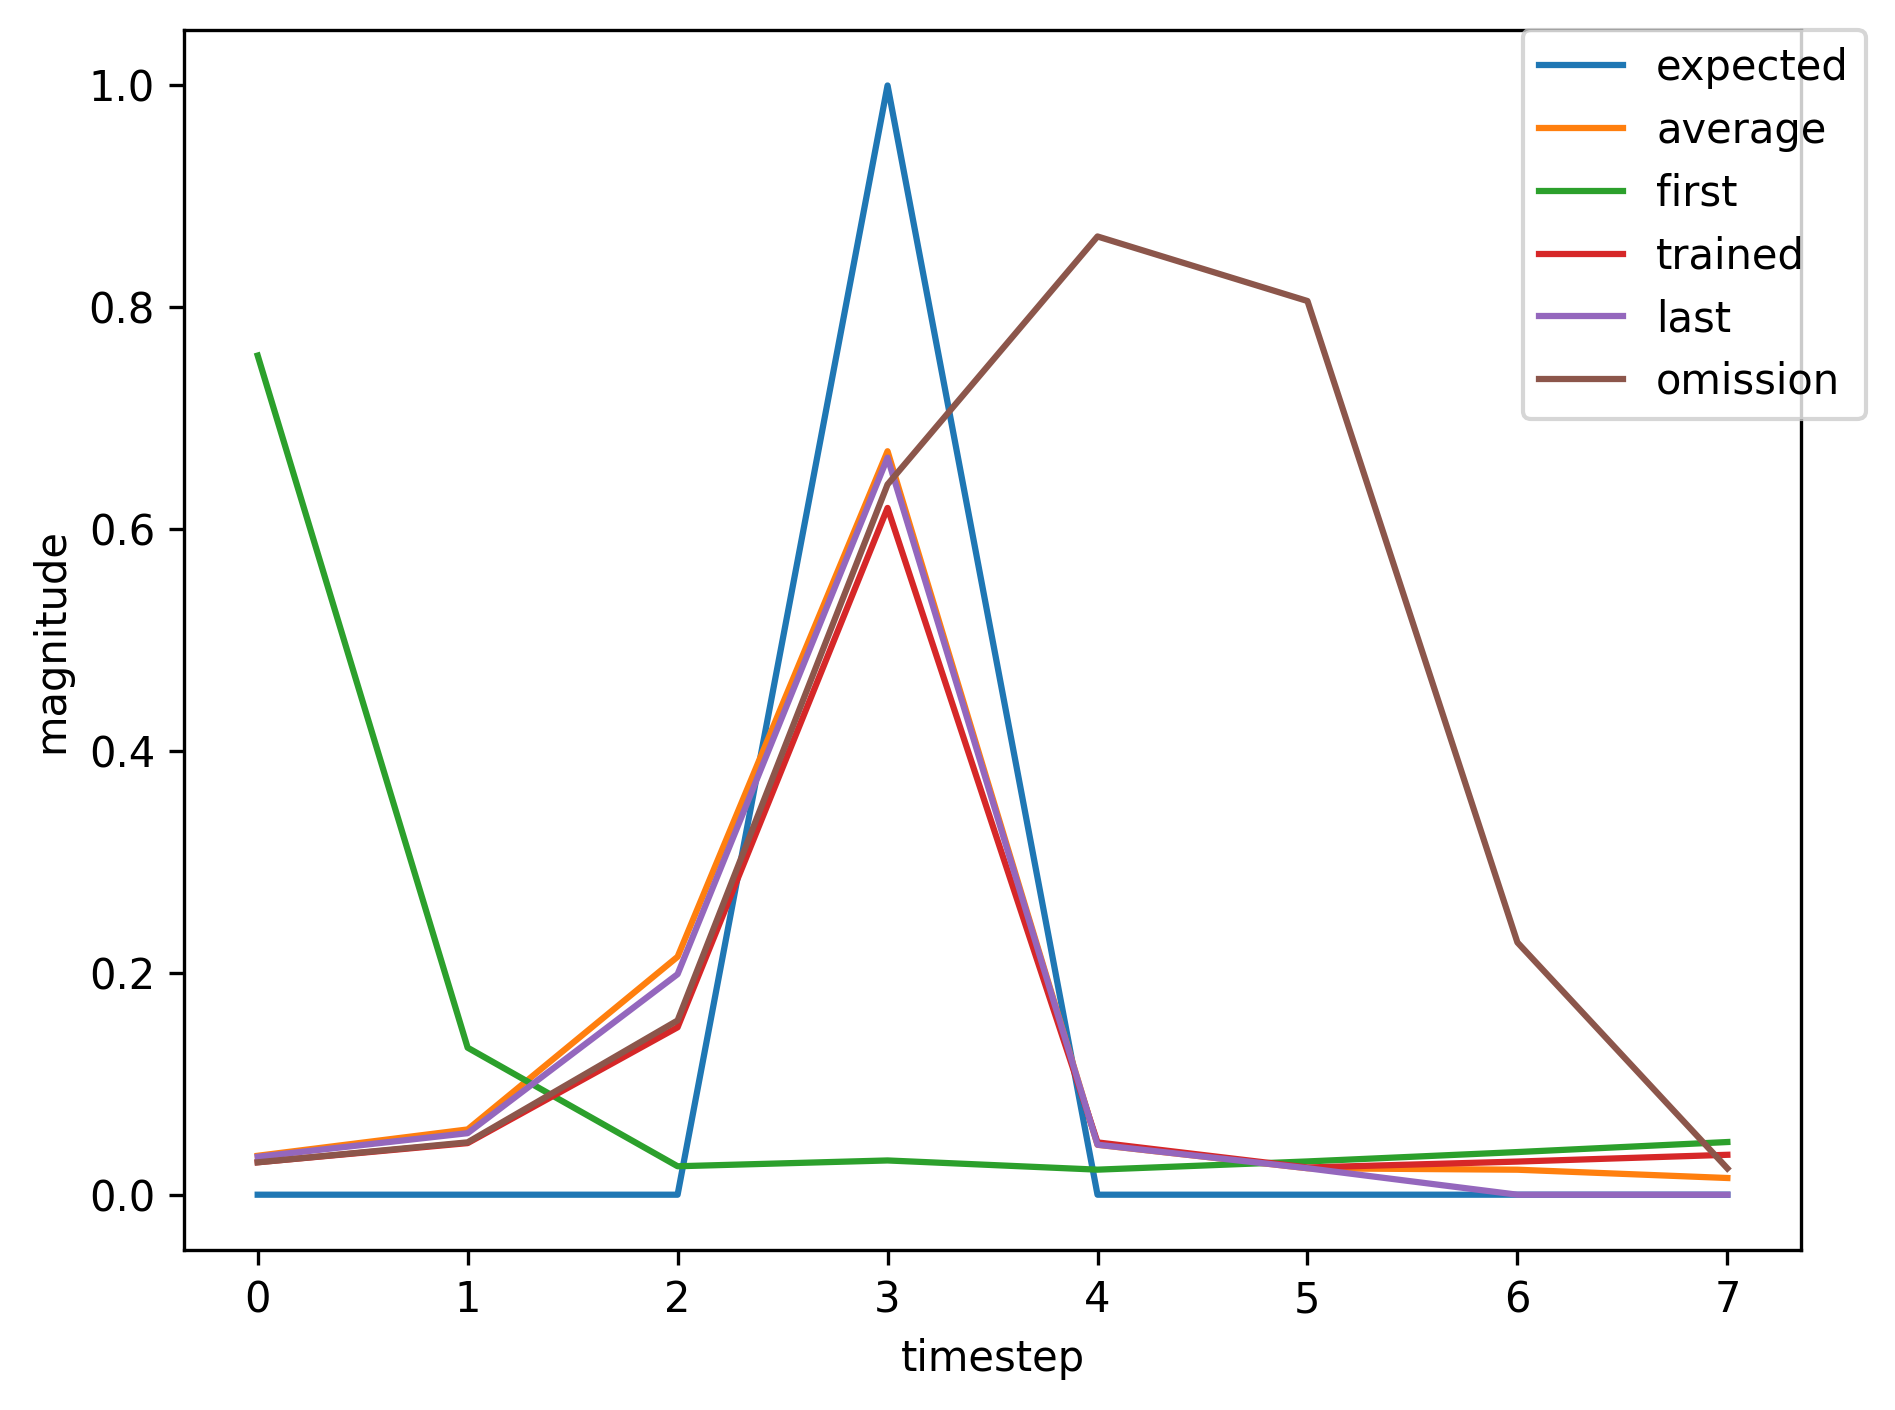 expected
average
first
trained
last
omission
1.0
0.8
0.6
0.4
0.2
0.0
magnitude
0 1 2 3 4 5 6 7
timestep